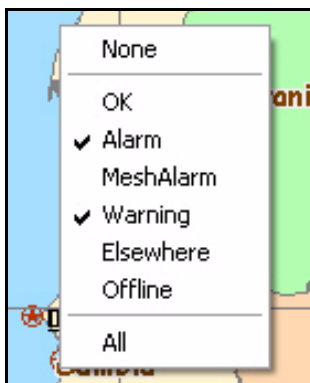 None
OK
Alarm
MeshAlarm
Warning
Elsewhere
Offline
All